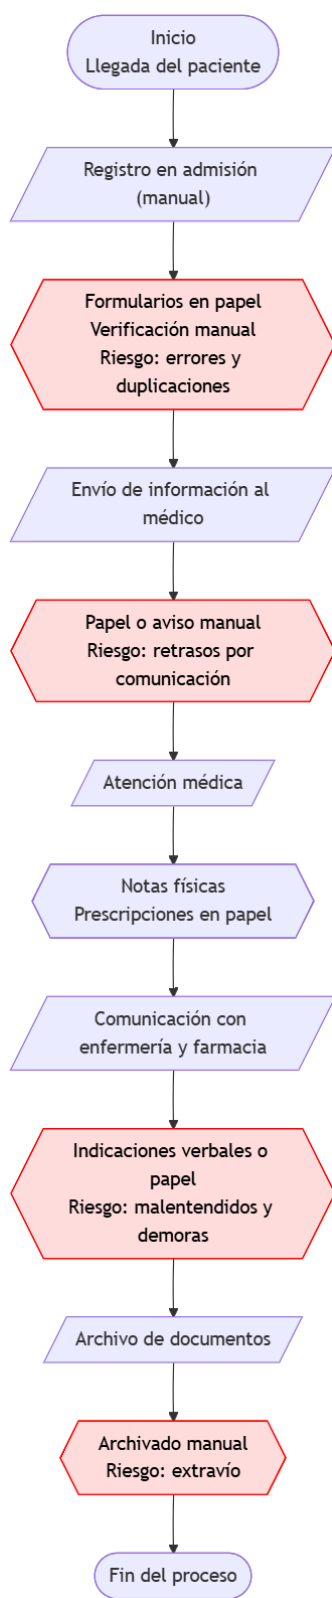 Inicio
Llegada del paciente
Registro en admisión
(manual)
Formularios en papel
Verificación manual
Riesgo: errores y
duplicaciones
Envío de información al
médico
Papel o aviso manual
Riesgo: retrasos por
comunicación
Atención médica
Notas físicas
Prescripciones en papel
Comunicación con
enfermería y farmacia
Indicaciones verbales o
papel
Riesgo: malentendidos y
demoras
Archivo de documentos
Archivado manual
Riesgo: extravío
Fin del proceso